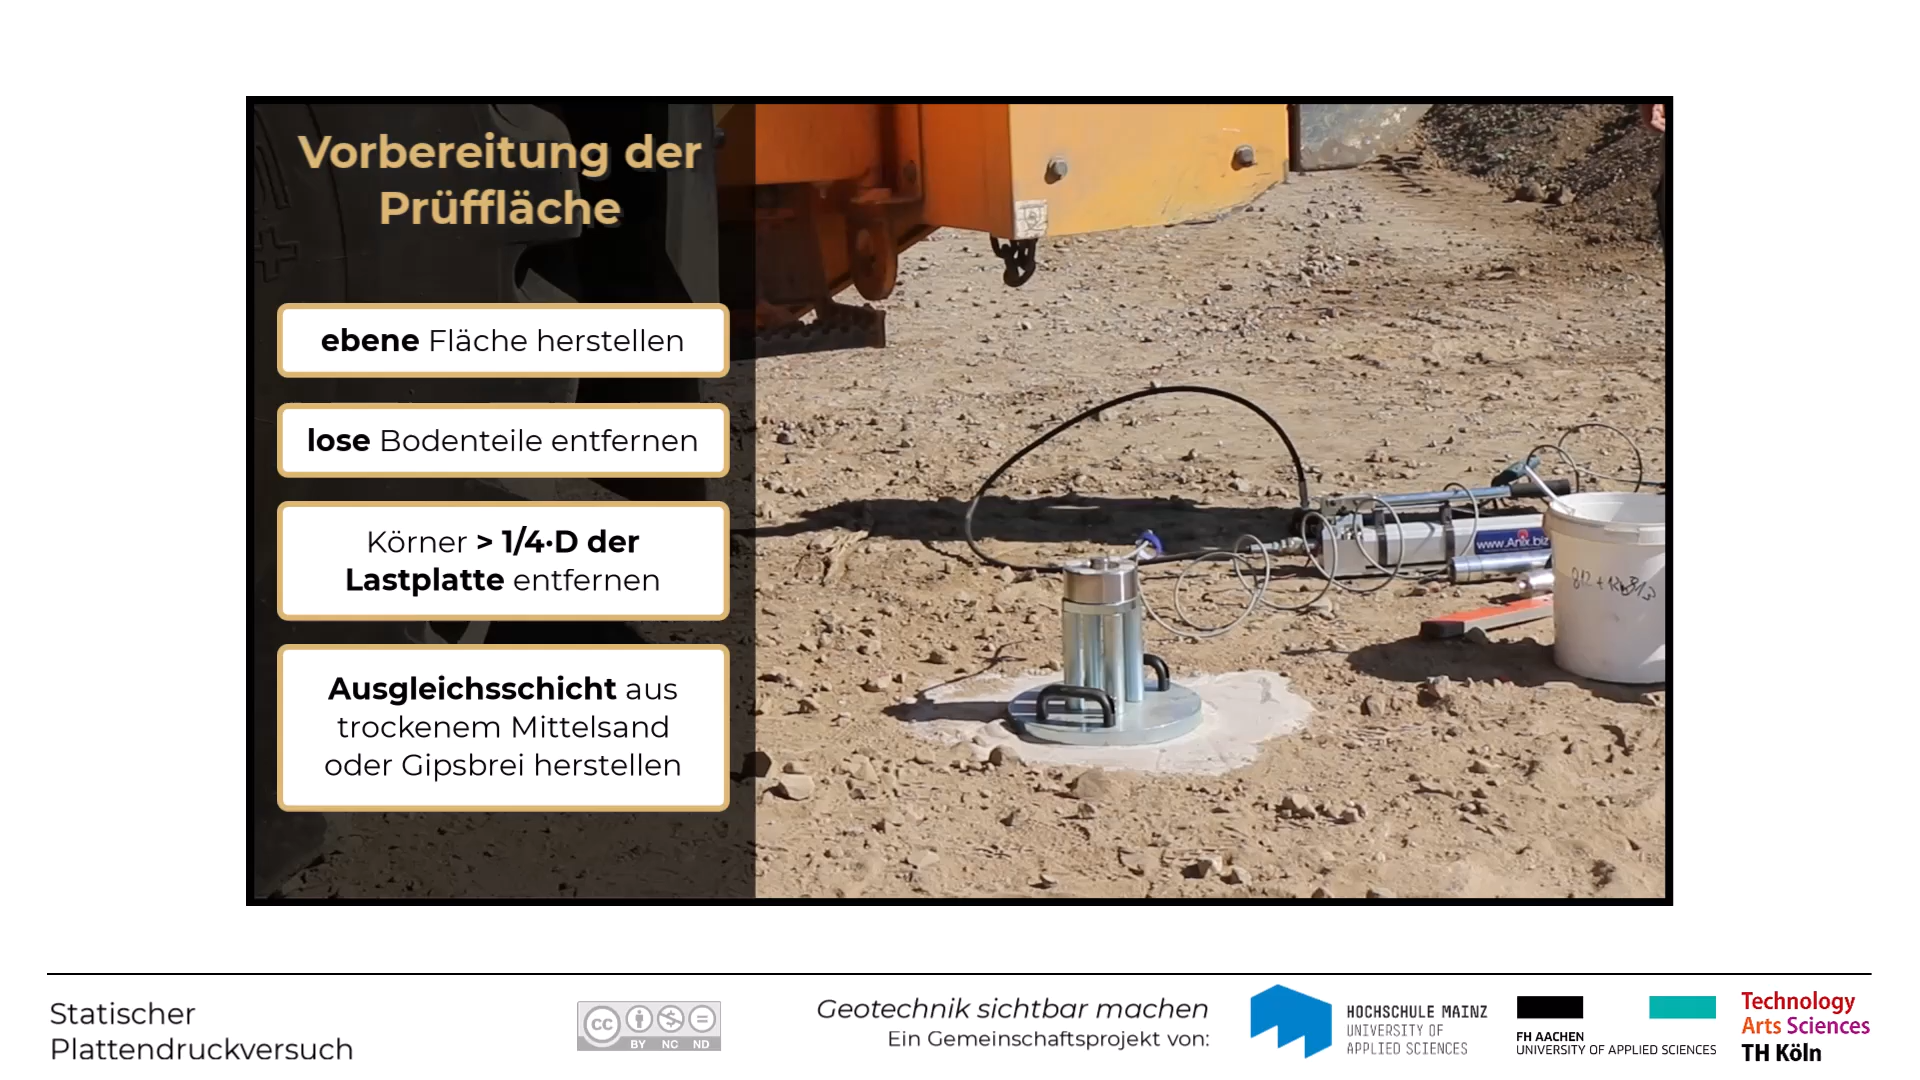 Vorbereitung der
Prüffläche
ebene Fläche herstellen
lose Bodenteile entfernen
Körner > 1/4·D der
Lastplatte entfernen
Ausgleichsschicht aus
trockenem Mittelsand
oder Gipsbrei herstellen
www.Anix.biz
Statischer
Plattendruckversuch
cc
BY NC ND
Geotechnik sichtbar machen
Ein Gemeinschaftsprojekt von:
HOCHSCHULE MAINZ
UNIVERSITY OF
APPLIED SCIENCES
FH AACHEN
UNIVERSITY OF APPLIED SCIENCES
Technology
Arts Sciences
TH Köln